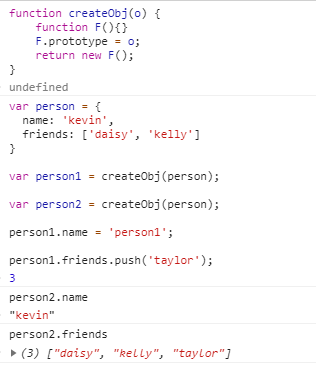 function createObj(o) {
    function F(){}
    F.prototype = o;
    return new F();
}
undefined
var person = {
  name: 'kevin',
  friends: ['daisy', 'kelly']
}
var person1 = createObj(person);
var person2 = createObj(person);
person1.name = 'person1';
person1.friends.push('taylor');
3
person2.name
"kevin"
person2.friends
▶ (3) ["daisy", "kelly", "taylor"]